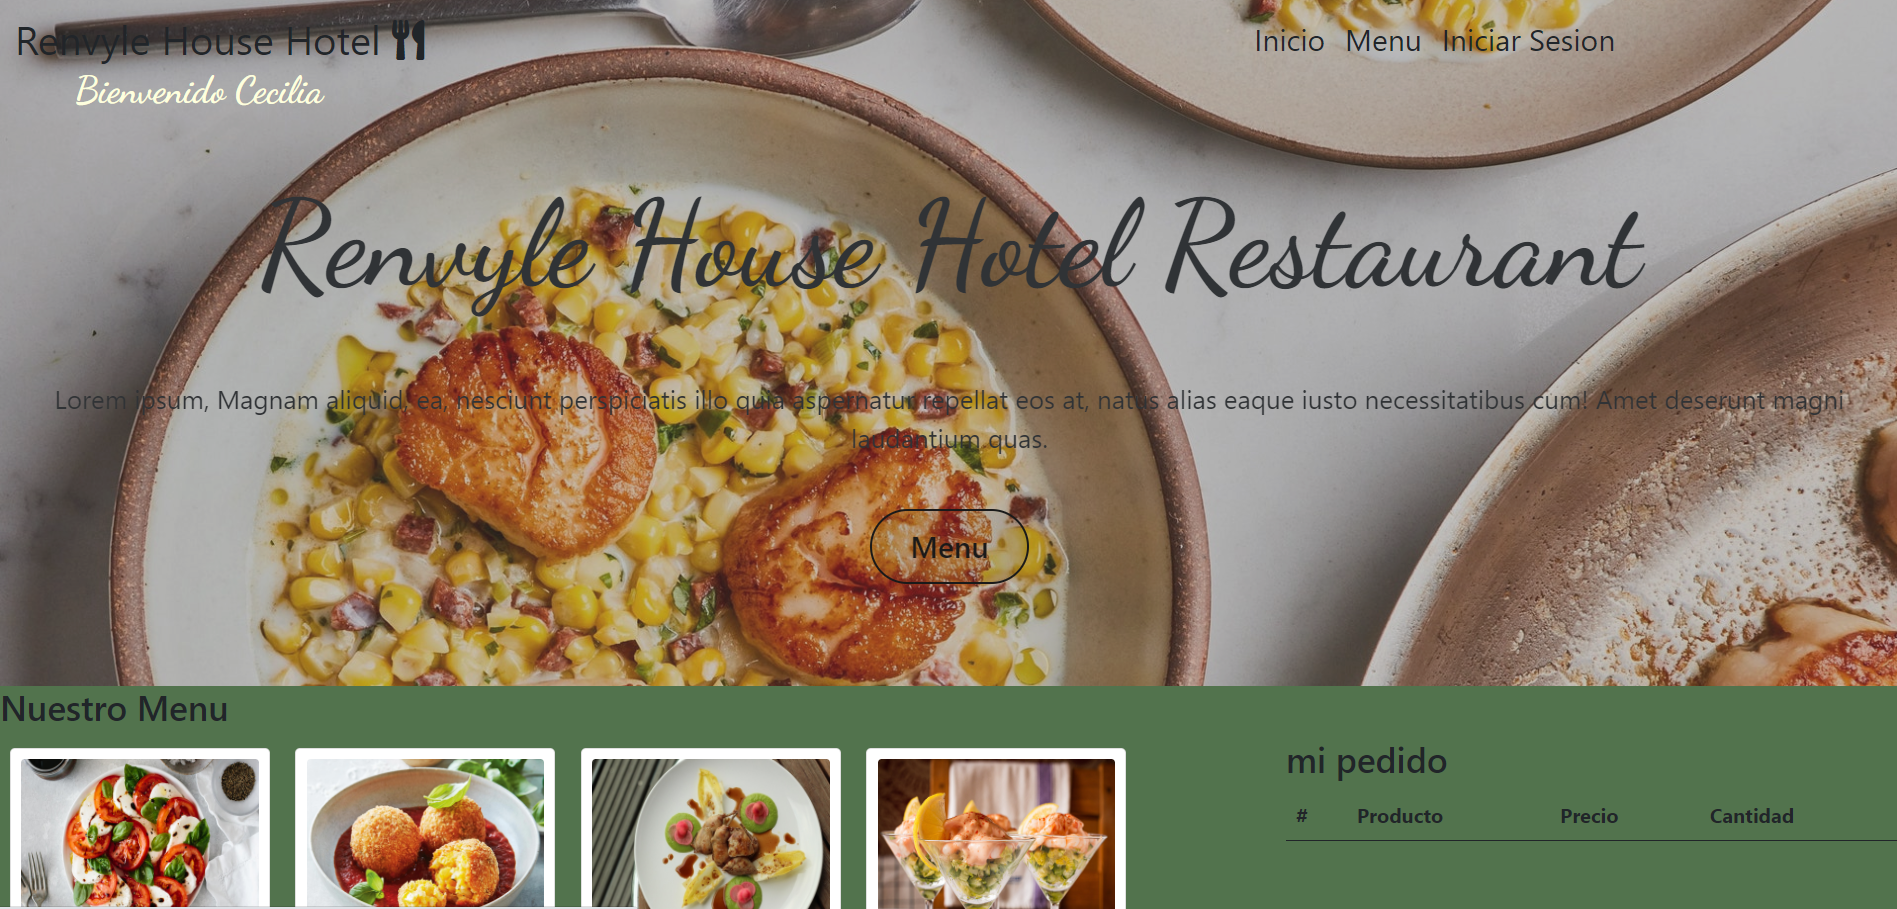 Renvyle House Hotel
Inicio Menu Iniciar Sesion
Bienvenido Cecilia
Renvyle House Hotel Restaurant
Lorem ipsum, Magnam aliquid, ea, nesciunt perspiciatis illo quia aspernatur repellat eos at, natus alias eaque iusto necessitatibus cum! Amet deserunt magni
laudantium quas.
Menu
Nuestro Menu
mi pedido
# Producto Precio Cantidad